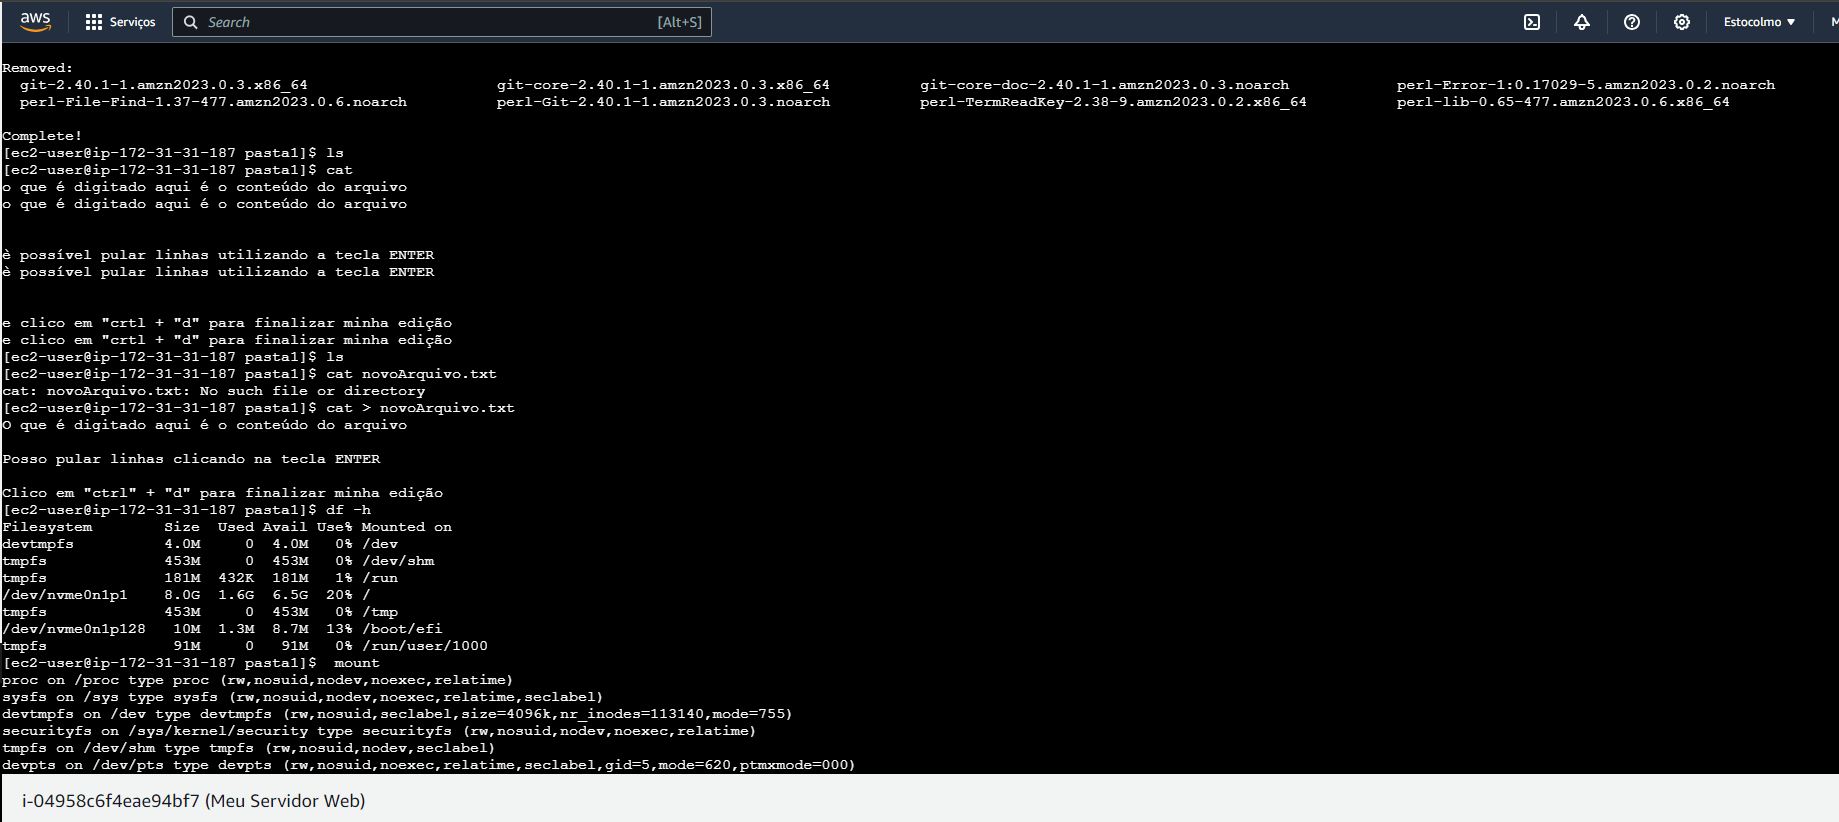 aws Serviços Search [Alt+S] Estocolmo M
Removed:
git-2.40.1-1.amzn2023.0.3.x86_64 git-core-2.40.1-1.amzn2023.0.3.x86_64 git-core-doc-2.40.1-1.amzn2023.0.3.noarch perl-Error-1:0.17029-5.amzn2023.0.2.noarch
perl-File-Find-1.37-477.amzn2023.0.6.noarch perl-Git-2.40.1-1.amzn2023.0.3.noarch perl-TermReadKey-2.38-9.amzn2023.0.2.x86_64 perl-lib-0.65-477.amzn2023.0.6.x86_64
Complete!
[ec2-user@ip-172-31-31-187 pasta1]$ ls
[ec2-user@ip-172-31-31-187 pasta1]$ cat
o que é digitado aqui é o conteúdo do arquivo
o que é digitado aqui é o conteúdo do arquivo
è possível pular linhas utilizando a tecla ENTER
è possível pular linhas utilizando a tecla ENTER
e clico em "crtl + "d" para finalizar minha edição
e clico em "crtl + "d" para finalizar minha edição
[ec2-user@ip-172-31-31-187 pasta1]$ ls
[ec2-user@ip-172-31-31-187 pasta1]$ cat novoArquivo.txt
cat: novoArquivo.txt: No such file or directory
[ec2-user@ip-172-31-31-187 pasta1]$ cat > novoArquivo.txt
O que é digitado aqui é o conteúdo do arquivo
Posso pular linhas clicando na tecla ENTER
Clico em "ctrl" + "d" para finalizar minha edição
[ec2-user@ip-172-31-31-187 pasta1]$ df -h
Filesystem Size Used Avail Use% Mounted on
devtmpfs 4.0M 0 4.0M 0% /dev
tmpfs 453M 0 453M 0% /dev/shm
tmpfs 181M 432K 181M 1% /run
/dev/nvme0n1p1 8.0G 1.6G 6.5G 20% /
tmpfs 453M 0 453M 0% /tmp
/dev/nvme0n1p128 10M 1.3M 8.7M 13% /boot/efi
tmpfs 91M 0 91M 0% /run/user/1000
[ec2-user@ip-172-31-31-187 pasta1]$  mount
proc on /proc type proc (rw,nosuid,nodev,noexec,relatime)
sysfs on /sys type sysfs (rw,nosuid,nodev,noexec,relatime,seclabel)
devtmpfs on /dev type devtmpfs (rw,nosuid,seclabel,size=4096k,nr_inodes=113140,mode=755)
securityfs on /sys/kernel/security type securityfs (rw,nosuid,nodev,noexec,relatime)
tmpfs on /dev/shm type tmpfs (rw,nosuid,nodev,seclabel)
devpts on /dev/pts type devpts (rw,nosuid,noexec,relatime,seclabel,gid=5,mode=620,ptmxmode=000)
i-04958c6f4eae94bf7 (Meu Servidor Web)